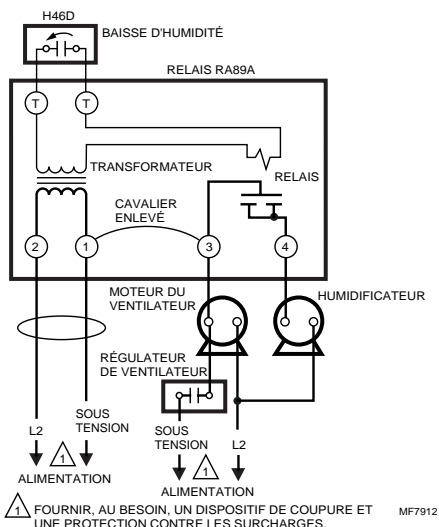 H46D
BAISSE D'HUMIDITÉ
RELAIS RA89A
T
T
TRANSFORMATEUR
RELAIS
CAVALIER
ENLEVÉ
2
1
3
4
MOTEUR DU
VENTILATEUR
HUMIDIFICATEUR
RÉGULATEUR
DE VENTILATEUR
L2
1
SOUS
TENSION
ALIMENTATION
SOUS
TENSION
1
L2
ALIMENTATION
1 FOURNIR, AU BESOIN, UN DISPOSITIF DE COUPURE ET
UNE PROTECTION CONTRE LES SURCHARGES.
MF7912